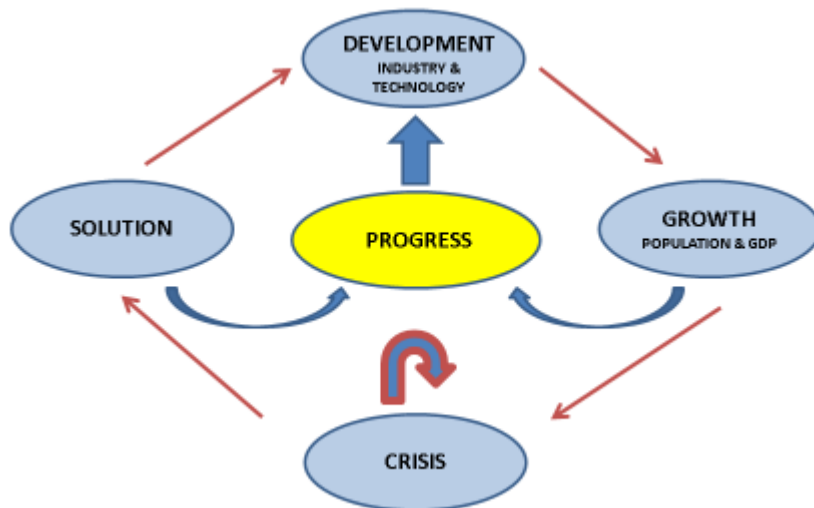 DEVELOPMENT
INDUSTRY &
TECHNOLOGY
SOLUTION
PROGRESS
GROWTH
POPULATION & GDP
CRISIS